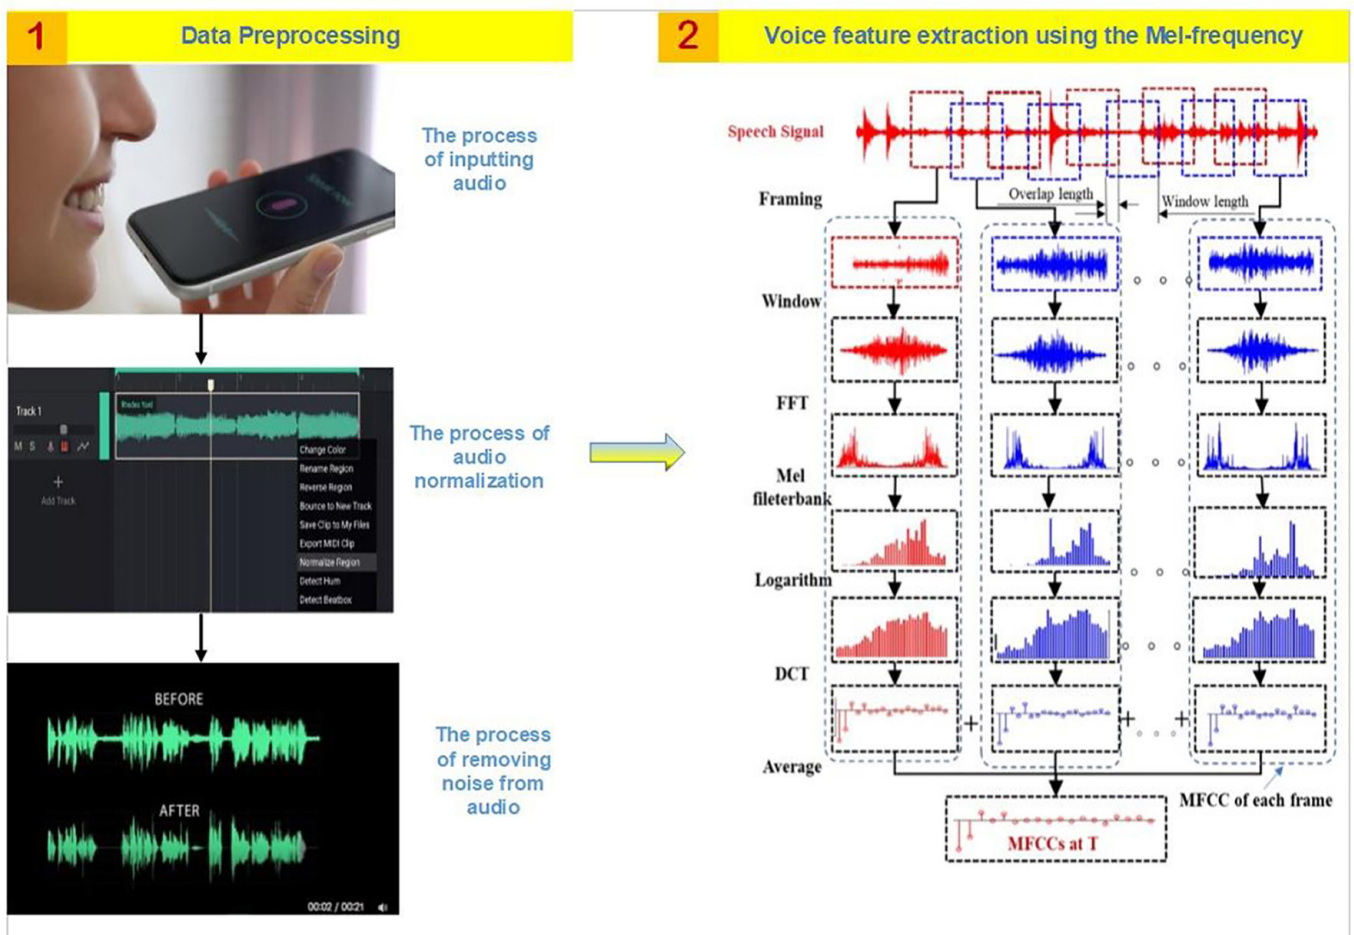 1
Data Preprocessing
The process
of inputting
audio
Track 1
M S
Add Track
Change Color
Rename Region
Reverse Region
Bounce to New Track
Save Clip to My Files
Export MIDI Clip
Normalize Region
Detect Hum
Detect Beatbox
The process of
audio
normalization
BEFORE
AFTER
00:02 / 00:21
The process
of removing
noise from
audio
2
Voice feature extraction using the Mel-frequency
Speech Signal
Framing
Overlap length
Window length
Window
FFT
Mel
fileterbank
Logarithm
DCT
Average
MFCC of each frame
MFCCs at T